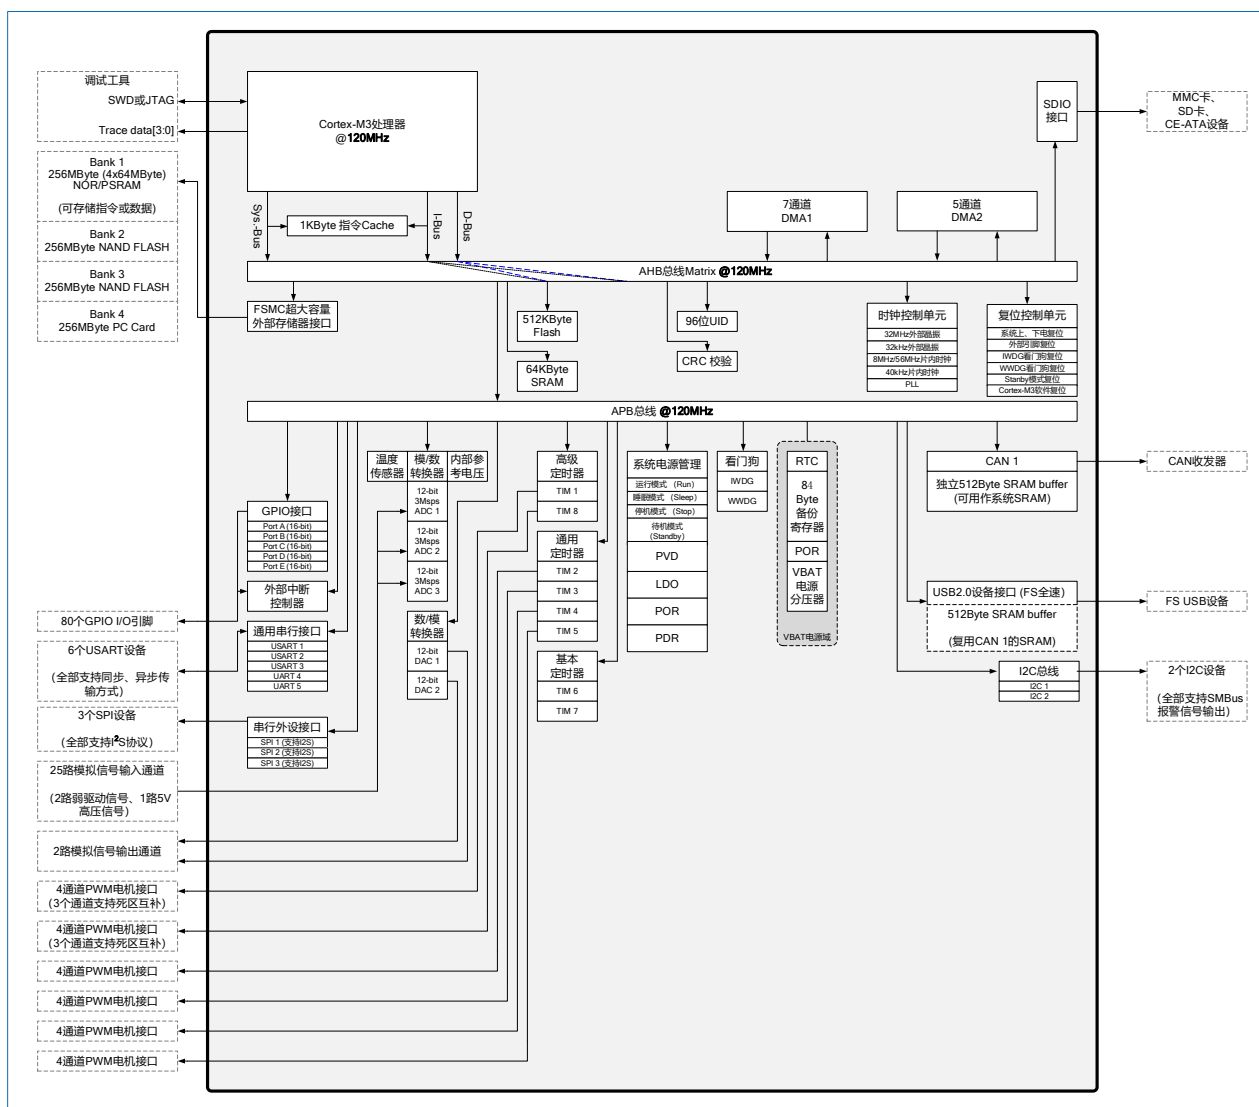 调试工具
SWD或JTAG
Trace data[3:0]
Bank 1
256MByte (4x64MByte)
NOR/PSRAM
(可存储指令或数据)
Bank 2
256MByte NAND FLASH
Bank 3
256MByte NAND FLASH
Bank 4
256MByte PC Card
Cortex-M3处理器
@120MHz
SDIO
接口
MMC卡、
SD卡、
CE-ATA设备
Sys.-Bus
1KByte 指令Cache
I-Bus
D-Bus
7通道
DMA1
5通道
DMA2
AHB总线Matrix @120MHz
FSMC超大容量
外部存储器接口
512KByte
Flash
64KByte
SRAM
96位UID
CRC 校验
时钟控制单元
32MHz外部晶振
32kHz外部晶振
8MHz/56MHz片内时钟
40kHz片内时钟
PLL
复位控制单元
系统上、下电复位
外部引脚复位
IWDG看门狗复位
WWDG看门狗复位
Stanby模式复位
Cortex-M3软件复位
APB总线 @120MHz
GPIO接口
Port A (16-bit)
Port B (16-bit)
Port C (16-bit)
Port D (16-bit)
Port E (16-bit)
外部中断
控制器
通用串行接口
USART 1
USART 2
USART 3
UART 4
UART 5
串行外设接口
SPI 1 (支持I2S)
SPI 2 (支持I2S)
SPI 3 (支持I2S)
温度
传感器
模/数
转换器
内部参
考电压
12-bit
3Msps
ADC 1
12-bit
3Msps
ADC 2
12-bit
3Msps
ADC 3
数/模
转换器
12-bit
DAC 1
12-bit
DAC 2
高级
定时器
TIM 1
TIM 8
通用
定时器
TIM 2
TIM 3
TIM 4
TIM 5
基本
定时器
TIM 6
TIM 7
系统电源管理
运行模式 (Run)
睡眠模式 (Sleep)
停机模式 (Stop)
待机模式
(Standby)
PVD
LDO
POR
PDR
看门狗
IWDG
WWDG
RTC
84
Byte
备份
寄存器
POR
VBAT
电源
分压器
VBAT电源域
CAN 1
独立512Byte SRAM buffer
(可用作系统SRAM)
USB2.0设备接口 (FS全速)
512Byte SRAM buffer
(复用CAN 1的SRAM)
I2C总线
I2C 1
I2C 2
CAN收发器
FS USB设备
2个I2C设备
(全部支持SMBus
报警信号输出)
80个GPIO I/O引脚
6个USART设备
(全部支持同步、异步传
输方式)
3个SPI设备
(全部支持I²S协议)
25路模拟信号输入通道
(2路弱驱动信号、1路5V
高压信号)
2路模拟信号输出通道
4通道PWM电机接口
(3个通道支持死区互补)
4通道PWM电机接口
(3个通道支持死区互补)
4通道PWM电机接口
4通道PWM电机接口
4通道PWM电机接口
4通道PWM电机接口